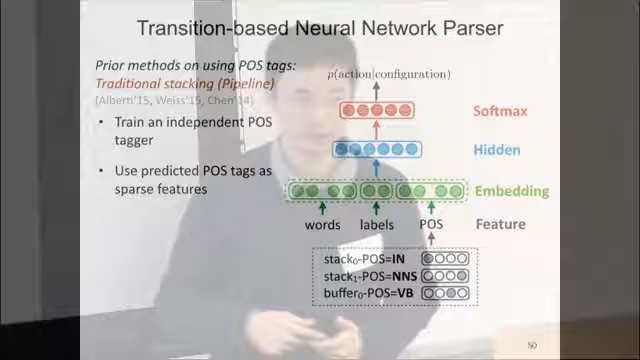 Transition-based Neural Network Parser
Prior methods on using POS tags:
Traditional stacking (Pipeline)
[Alberti'15, Weiss'15, Chen'14]
• Train an independent POS
tagger
• Use predicted POS tags as
sparse features
p(action|configuration)
Softmax
Hidden
Embedding
words labels POS Feature
stack₀-POS=IN
stack₁-POS=NNS
buffer₀-POS=VB
50